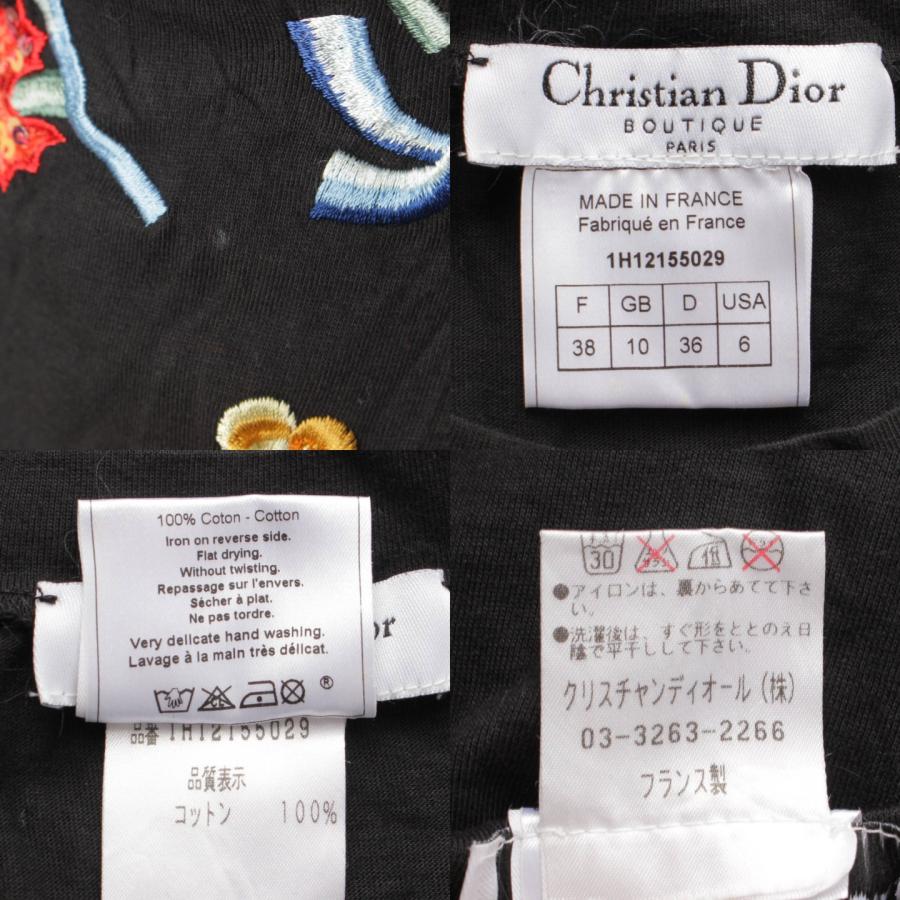 Christian Dior
BOUTIQUE
PARIS
MADE IN FRANCE
Fabriqué en France
1H12155029
F GB D USA
38 10 36 6
100% Coton - Cotton
Iron on reverse side.
Flat drying.
Without twisting.
Repassage sur l'envers.
Sécher à plat.
Ne pas tordre.
Very delicate hand washing.
Lavage à la main très délicat.
CL
®
or
品番 1H12155029
品質表示
コットン 100%
30
●アイロンは、裏からあてて下さ
い。
●洗濯後は、すぐ形をととのえ日
陰で平干しして下さい。
クリスチャンディオール(株)
03-3263-2266
フランス製